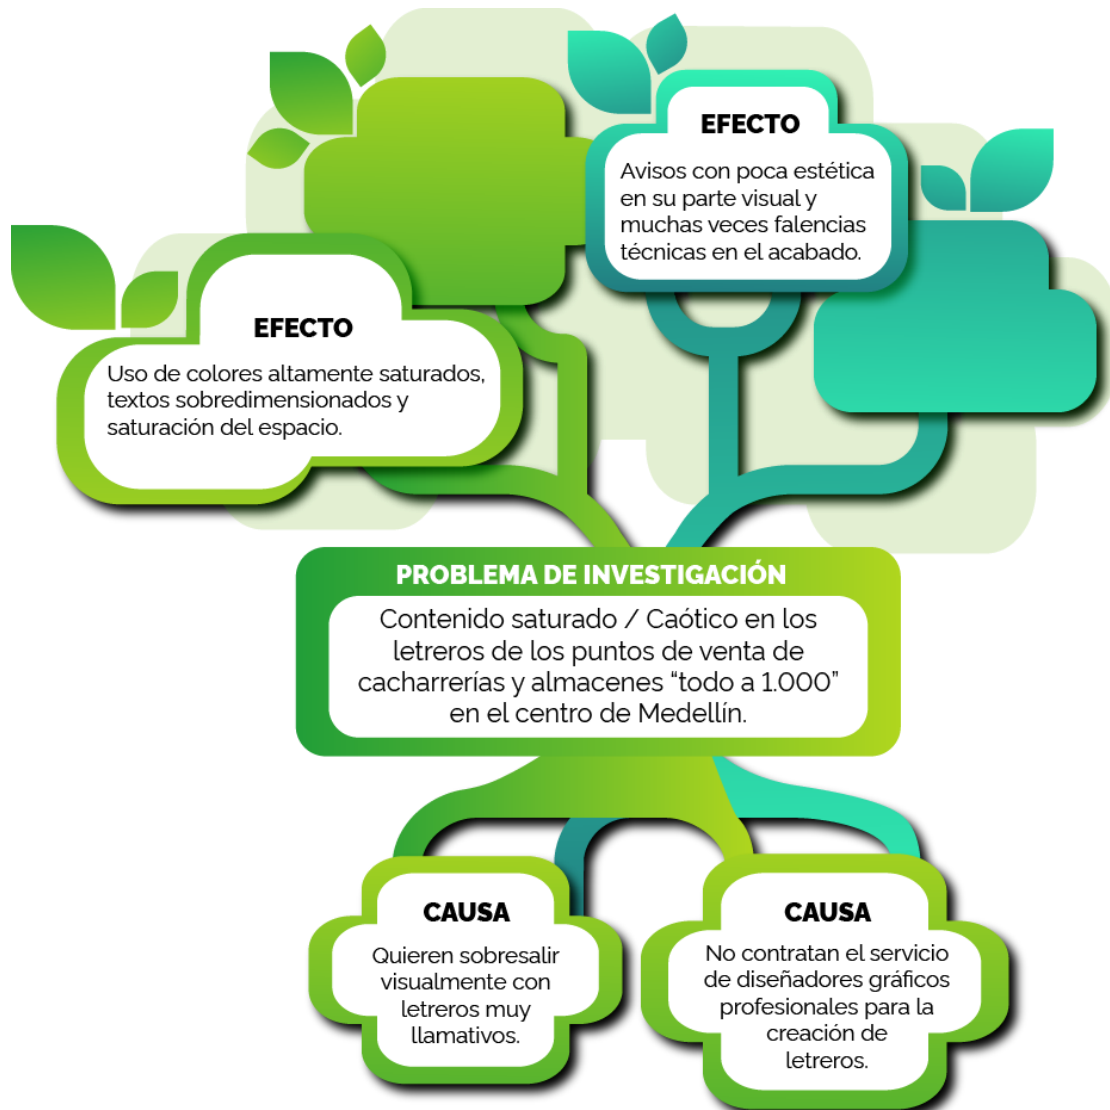 EFECTO
Avisos con poca estética
en su parte visual y
muchas veces falencias
técnicas en el acabado.
EFECTO
Uso de colores altamente saturados,
textos sobredimensionados y
saturación del espacio.
PROBLEMA DE INVESTIGACIÓN
Contenido saturado / Caótico en los
letreros de los puntos de venta de
cacharrerías y almacenes “todo a 1.000”
en el centro de Medellín.
CAUSA
Quieren sobresalir
visualmente con
letreros muy
llamativos.
CAUSA
No contratan el servicio
de diseñadores gráficos
profesionales para la
creación de
letreros.